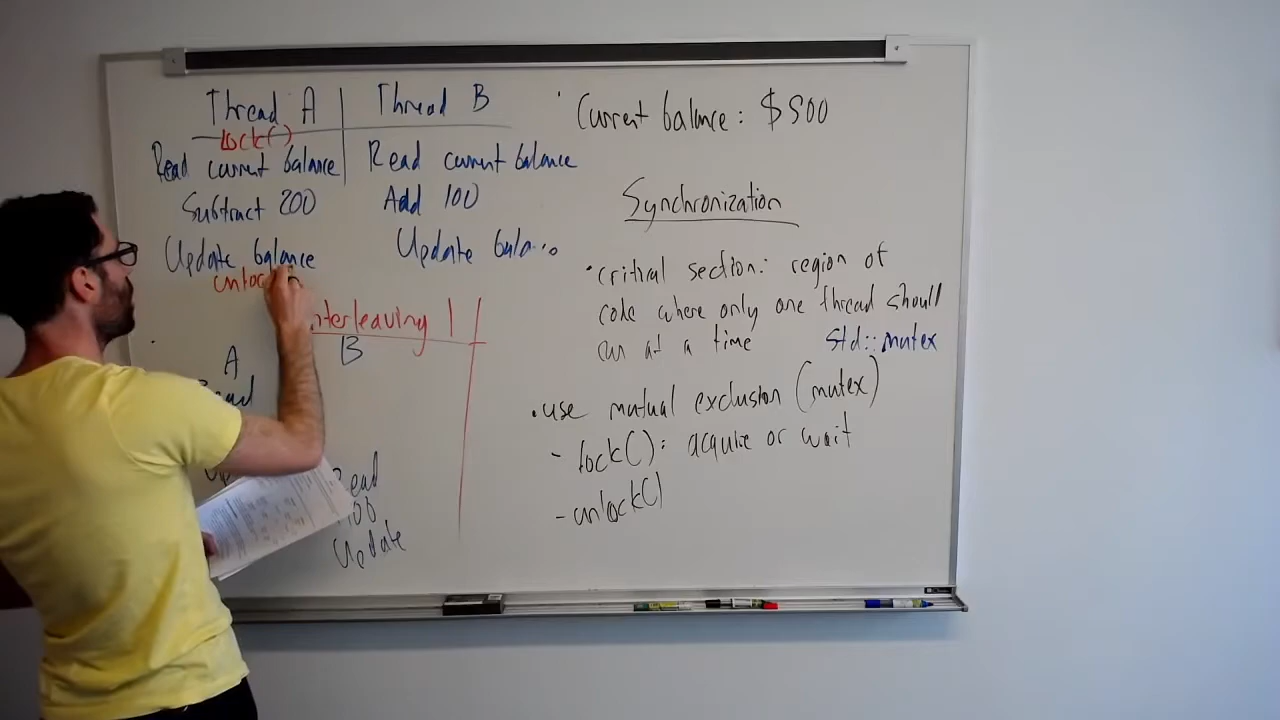 Thread A
Thread B
lock()
Read current balance
Read current balance
Subtract 200
Add 100
Update balance
Update bala...
Interleaving 1
A
B
Read
100
Update
Current balance: $500
Synchronization
• critical section: region of
code where only one thread should
run at a time
std::mutex
• use mutual exclusion (mutex)
- lock(): acquire or wait
- unlock()